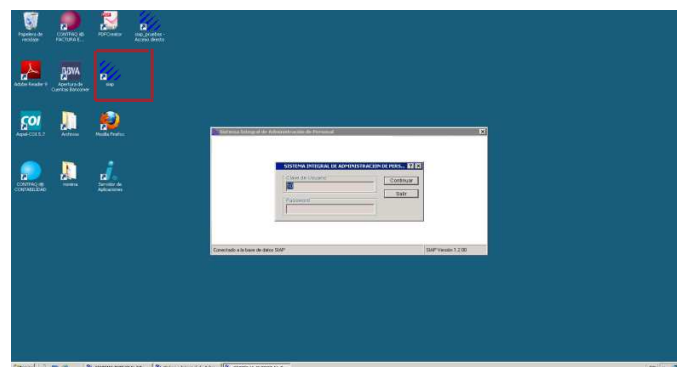 Papelera de reciclaje
CONTPAQ i® FACTURA E...
PDFCreator
siap_pruebas - Acceso directo
Adobe Reader 9
BBVA
Apertura de Cuentas Bancomer
siap
COI
Aspel-COI 5.7
Archivos
Mozilla Firefox
CONTPAQ i® CONTABILIDAD
nomina
Servidor de Aplicaciones
Sistema Integral de Administración de Personal
SISTEMA INTEGRAL DE ADMINISTRACION DE PERS...
Clave de Usuario
Continuar
Salir
Password
Conectado a la base de datos SIAP
SIAP Versión 1.2.00